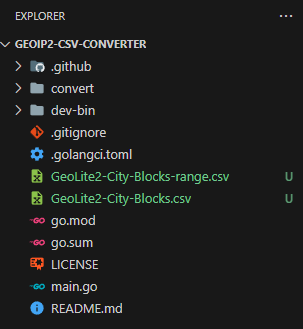 EXPLORER
GEOIP2-CSV-CONVERTER
.github
convert
dev-bin
.gitignore
.golangci.toml
GeoLite2-City-Blocks-range.csv U
GeoLite2-City-Blocks.csv U
go.mod
go.sum
LICENSE
main.go
README.md